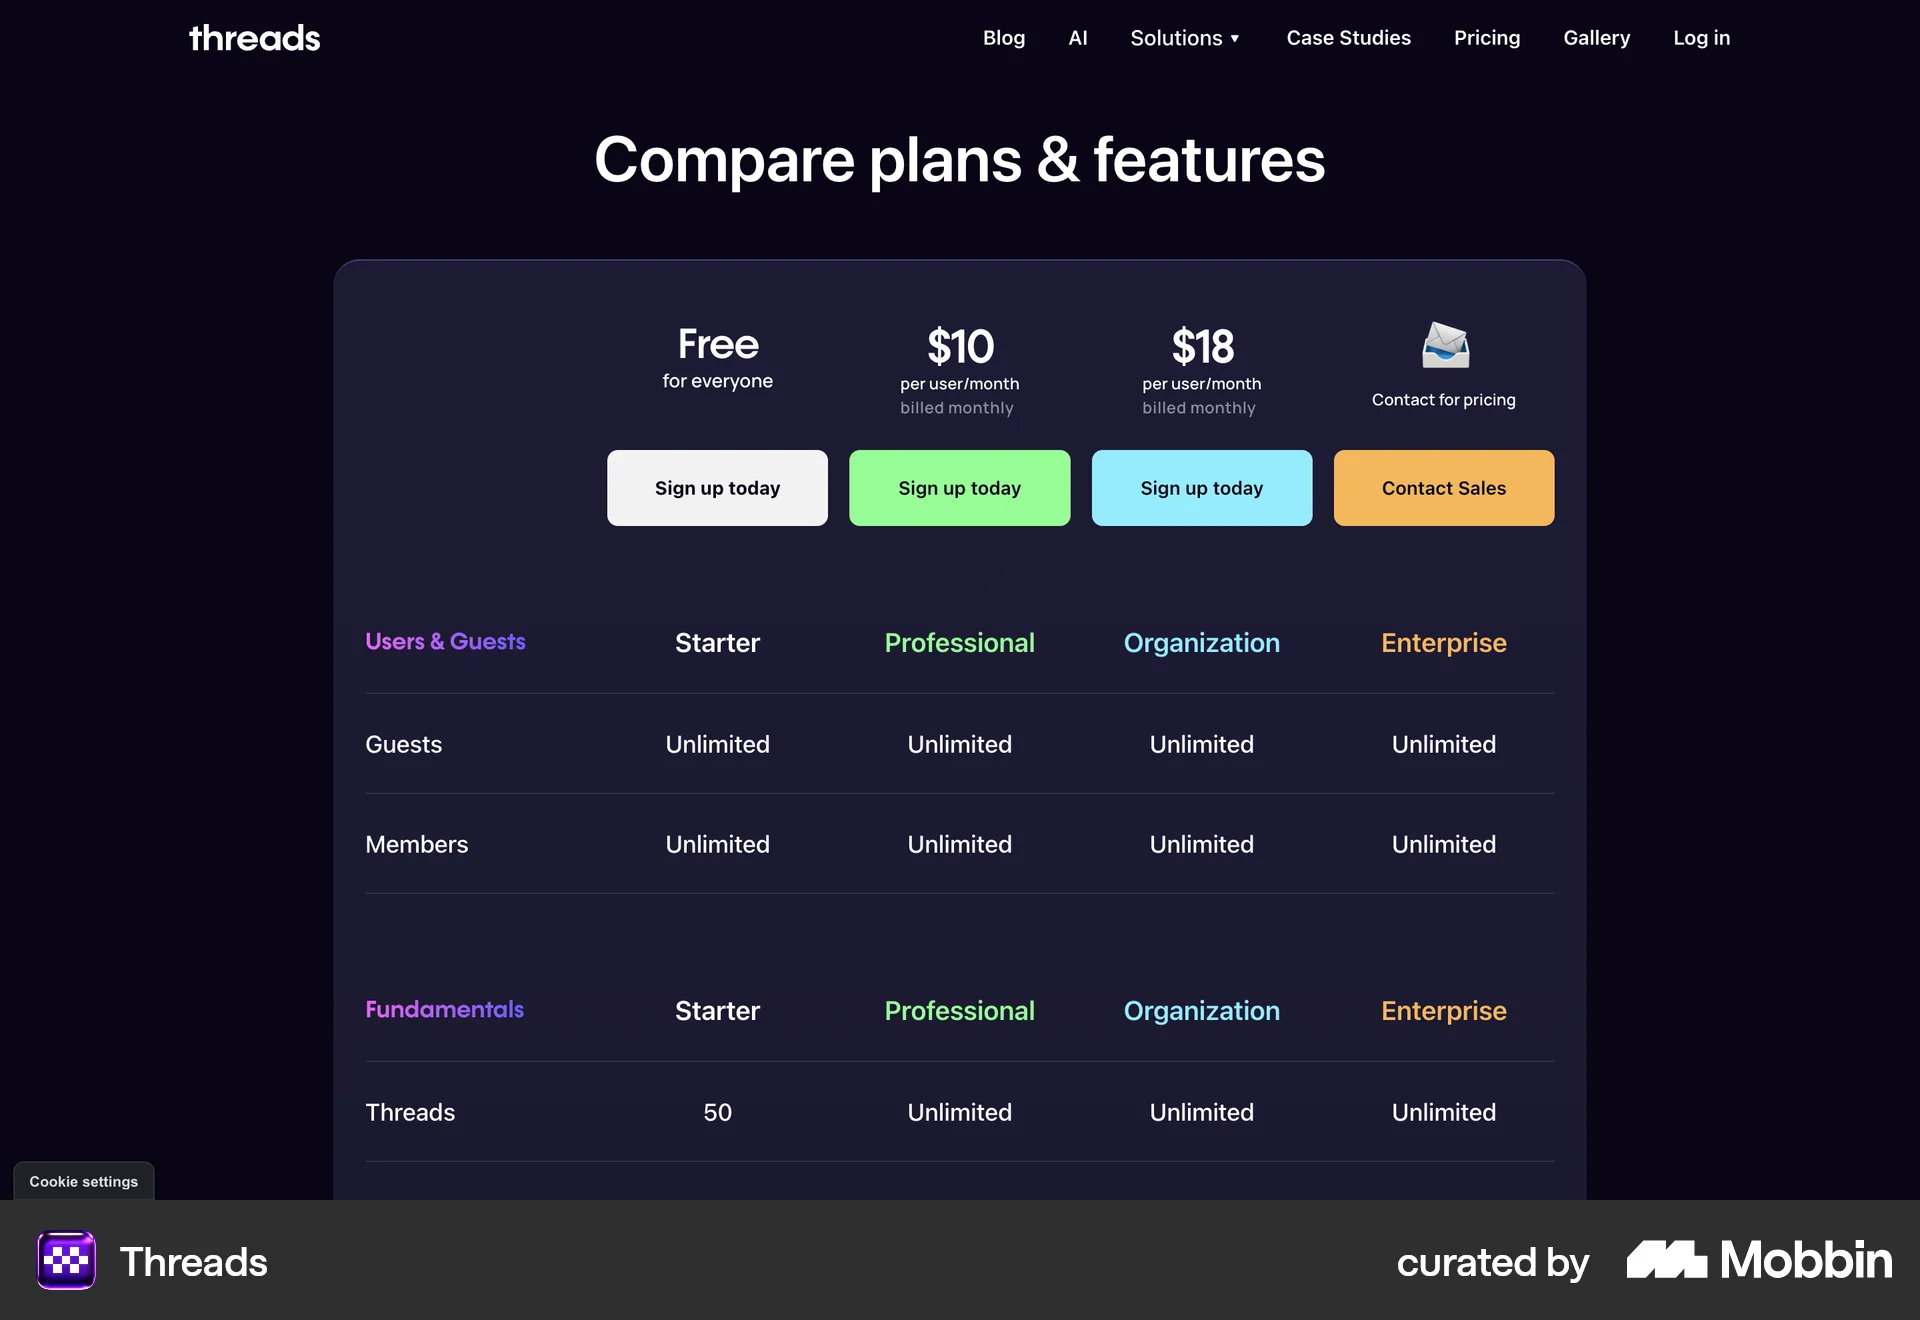 threads
Blog AI Solutions ▼ Case Studies Pricing Gallery Log in
Compare plans & features
Free $10 $18
for everyone per user/month per user/month Contact for pricing
billed monthly billed monthly
Sign up today Sign up today Sign up today Contact Sales
Users & Guests Starter Professional Organization Enterprise
Guests Unlimited Unlimited Unlimited Unlimited
Members Unlimited Unlimited Unlimited Unlimited
Fundamentals Starter Professional Organization Enterprise
Threads 50 Unlimited Unlimited Unlimited
Cookie settings
Threads curated by Mobbin